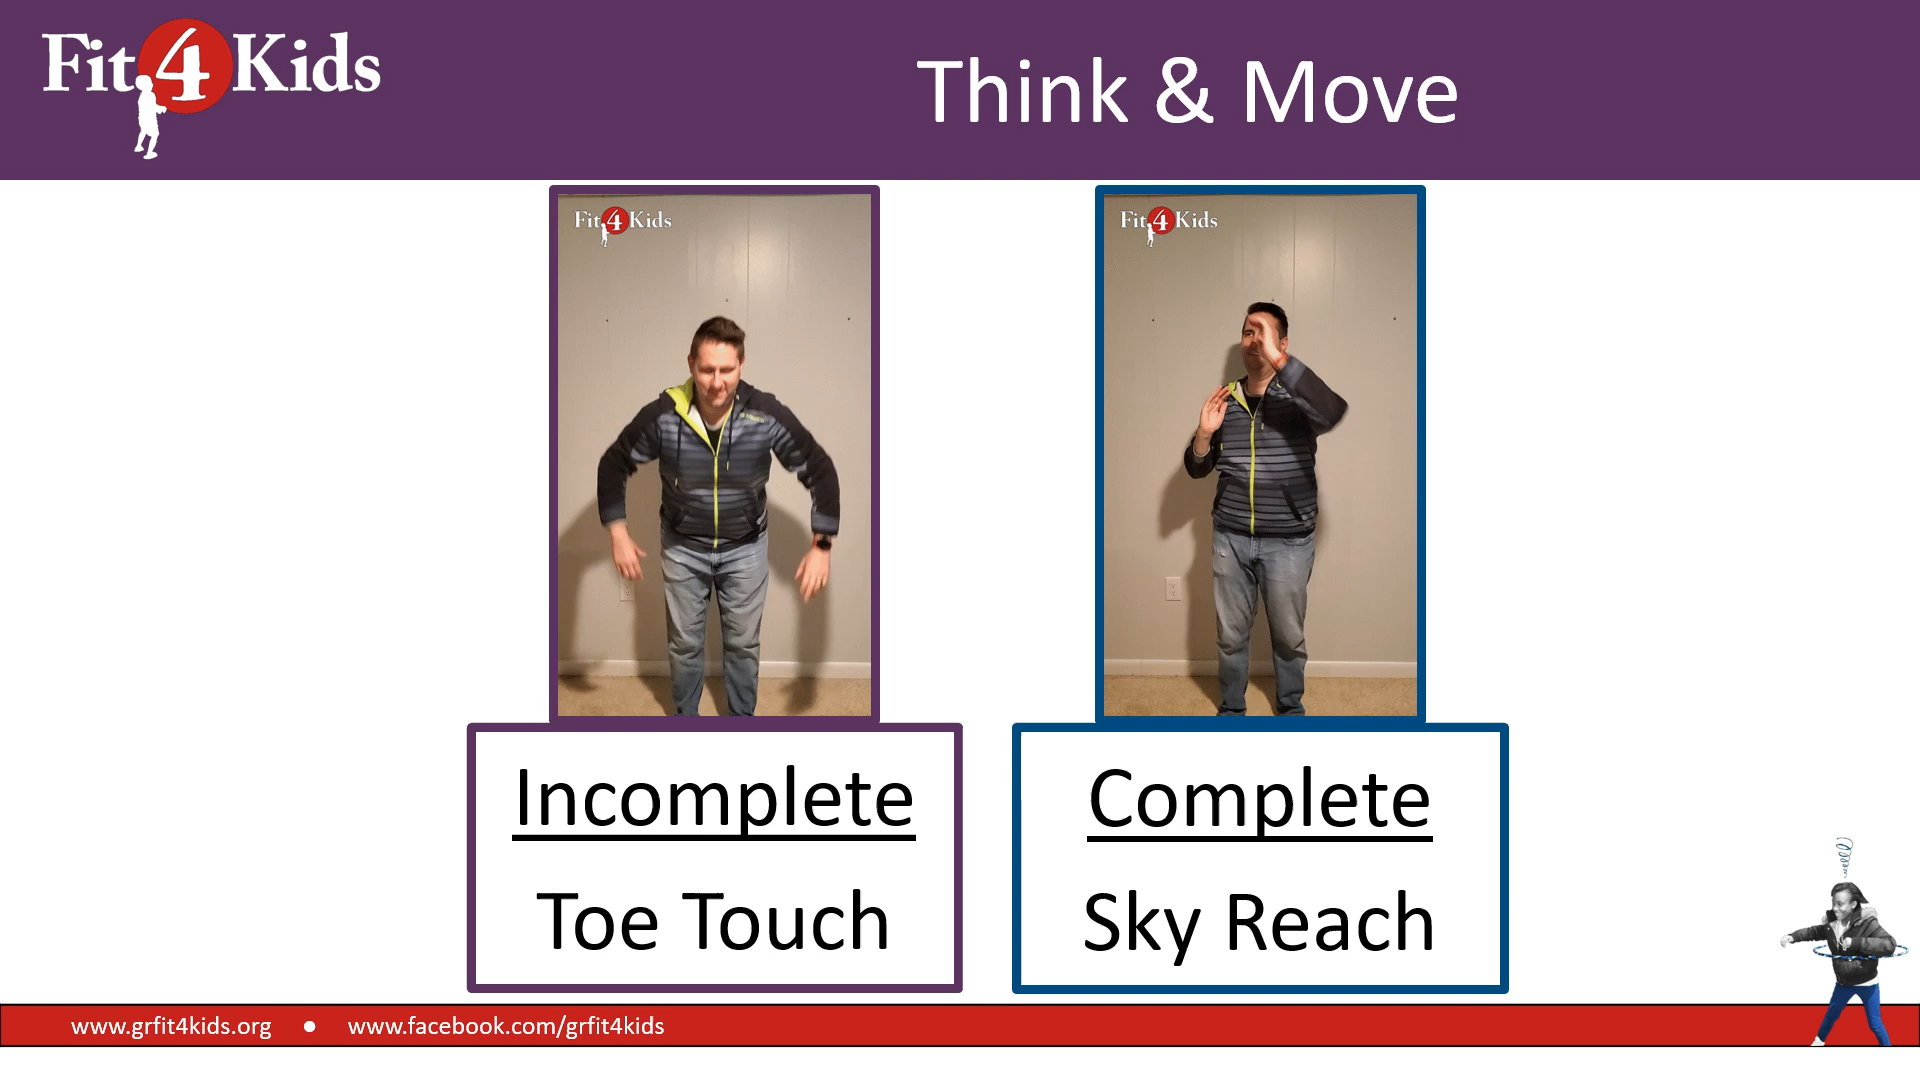 Fit4Kids
Think & Move
Fit4Kids
Fit4Kids
Incomplete
Toe Touch
Complete
Sky Reach
www.grfit4kids.org • www.facebook.com/grfit4kids